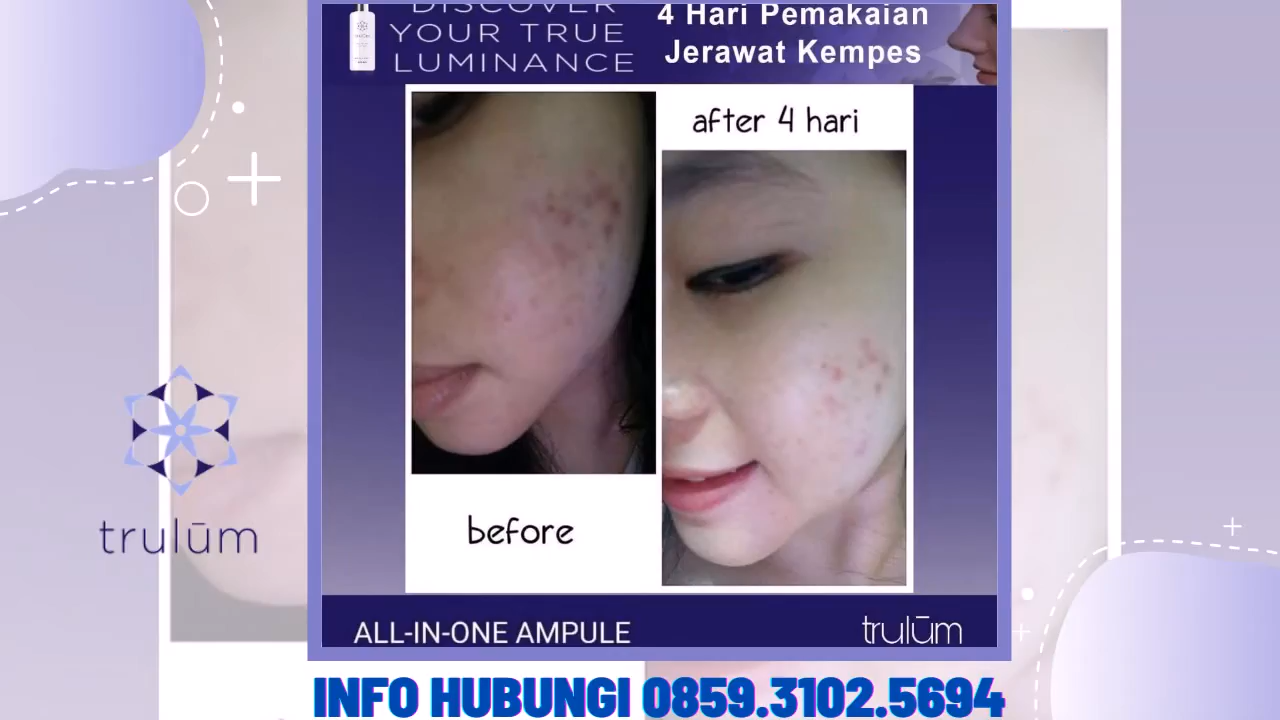 DISCOVER
YOUR TRUE
LUMINANCE
4 Hari Pemakaian
Jerawat Kempes
after 4 hari
before
trulūm
ALL-IN-ONE AMPULE
trulūm
INFO HUBUNGI 0859.3102.5694